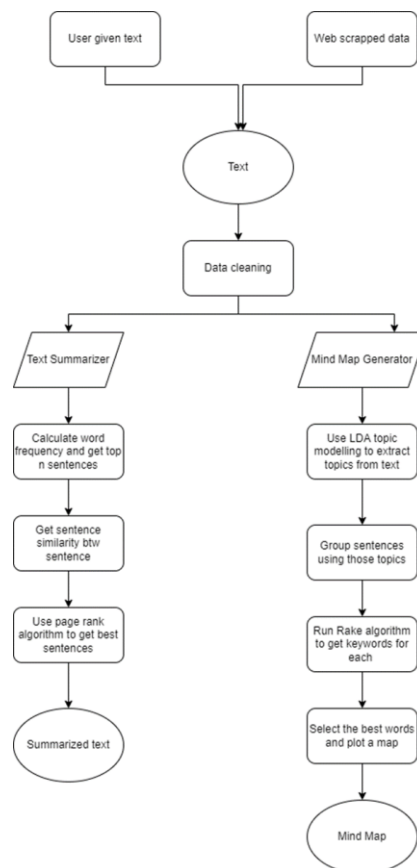 User given text
Web scrapped data
Text
Data cleaning
Text Summarizer
Mind Map Generator
Calculate word
frequency and get top
n sentences
Use LDA topic
modelling to extract
topics from text
Get sentence
similarity btw
sentence
Group sentences
using those topics
Use page rank
algorithm to get best
sentences
Run Rake algorithm
to get keywords for
each
Summarized text
Select the best words
and plot a map
Mind Map